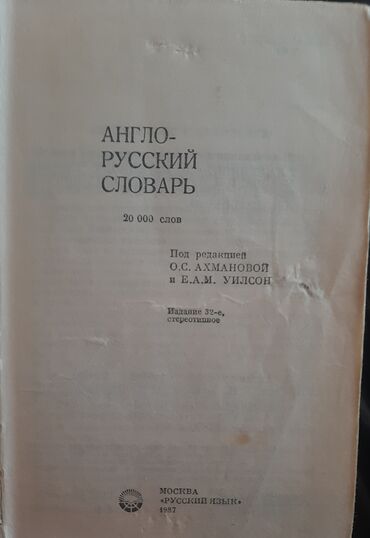 АНГЛО-
РУССКИЙ
СЛОВАРЬ
20 000 слов
Под редакцией
О.С. АХМАНОВОЙ
и Е.А.М. УИЛСОН
Издание 32-е,
стереотипное
МОСКВА
«РУССКИЙ ЯЗЫК»
1987